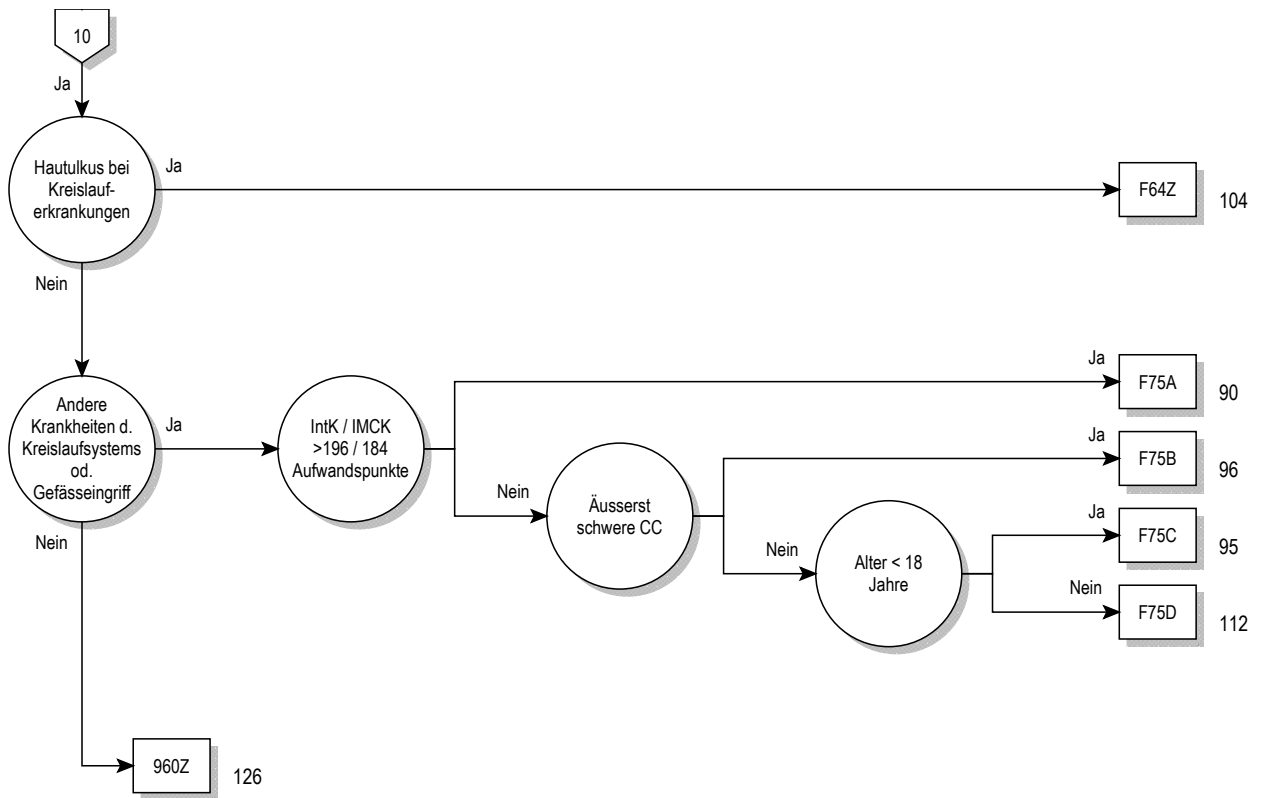 10
Ja
Hautulkus bei
Kreislauf-
erkrankungen
Ja
F64Z
104
Nein
Andere
Krankheiten d.
Kreislaufsystems
od.
Gefässeingriff
Ja
IntK / IMCK
>196 / 184
Aufwandspunkte
Ja
F75A
90
Nein
Äusserst
schwere CC
Ja
F75B
96
Nein
Alter < 18
Jahre
Ja
F75C
95
Nein
F75D
112
Nein
960Z
126